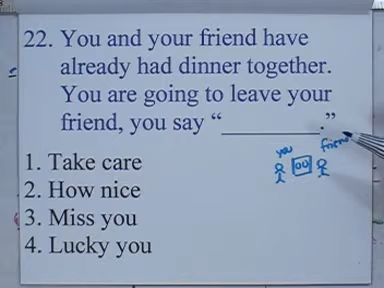 22. You and your friend have
already had dinner together.
You are going to leave your
friend, you say “__________.”
you
friend
1. Take care
2. How nice
3. Miss you
4. Lucky you